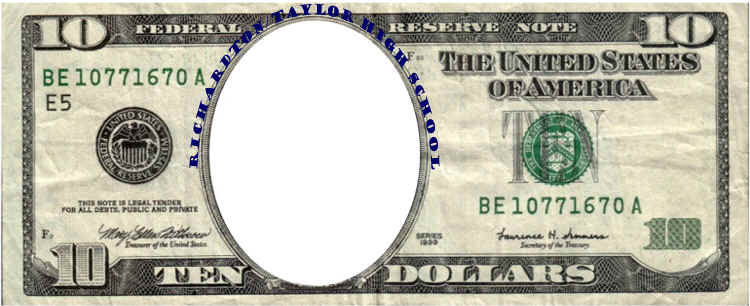 10 FEDERAL RESERVE NOTE 10
RICHARDTON TAYLOR HIGH SCHOOL
THE UNITED STATES
OF AMERICA
BE 10771670 A
E5
TEN
THIS NOTE IS LEGAL TENDER
FOR ALL DEBTS, PUBLIC AND PRIVATE
BE 10771670 A
Treasurer of the United States
SERIES
1999
Lawrence H. Summers
Secretary of the Treasury
10 TEN DOLLARS 10